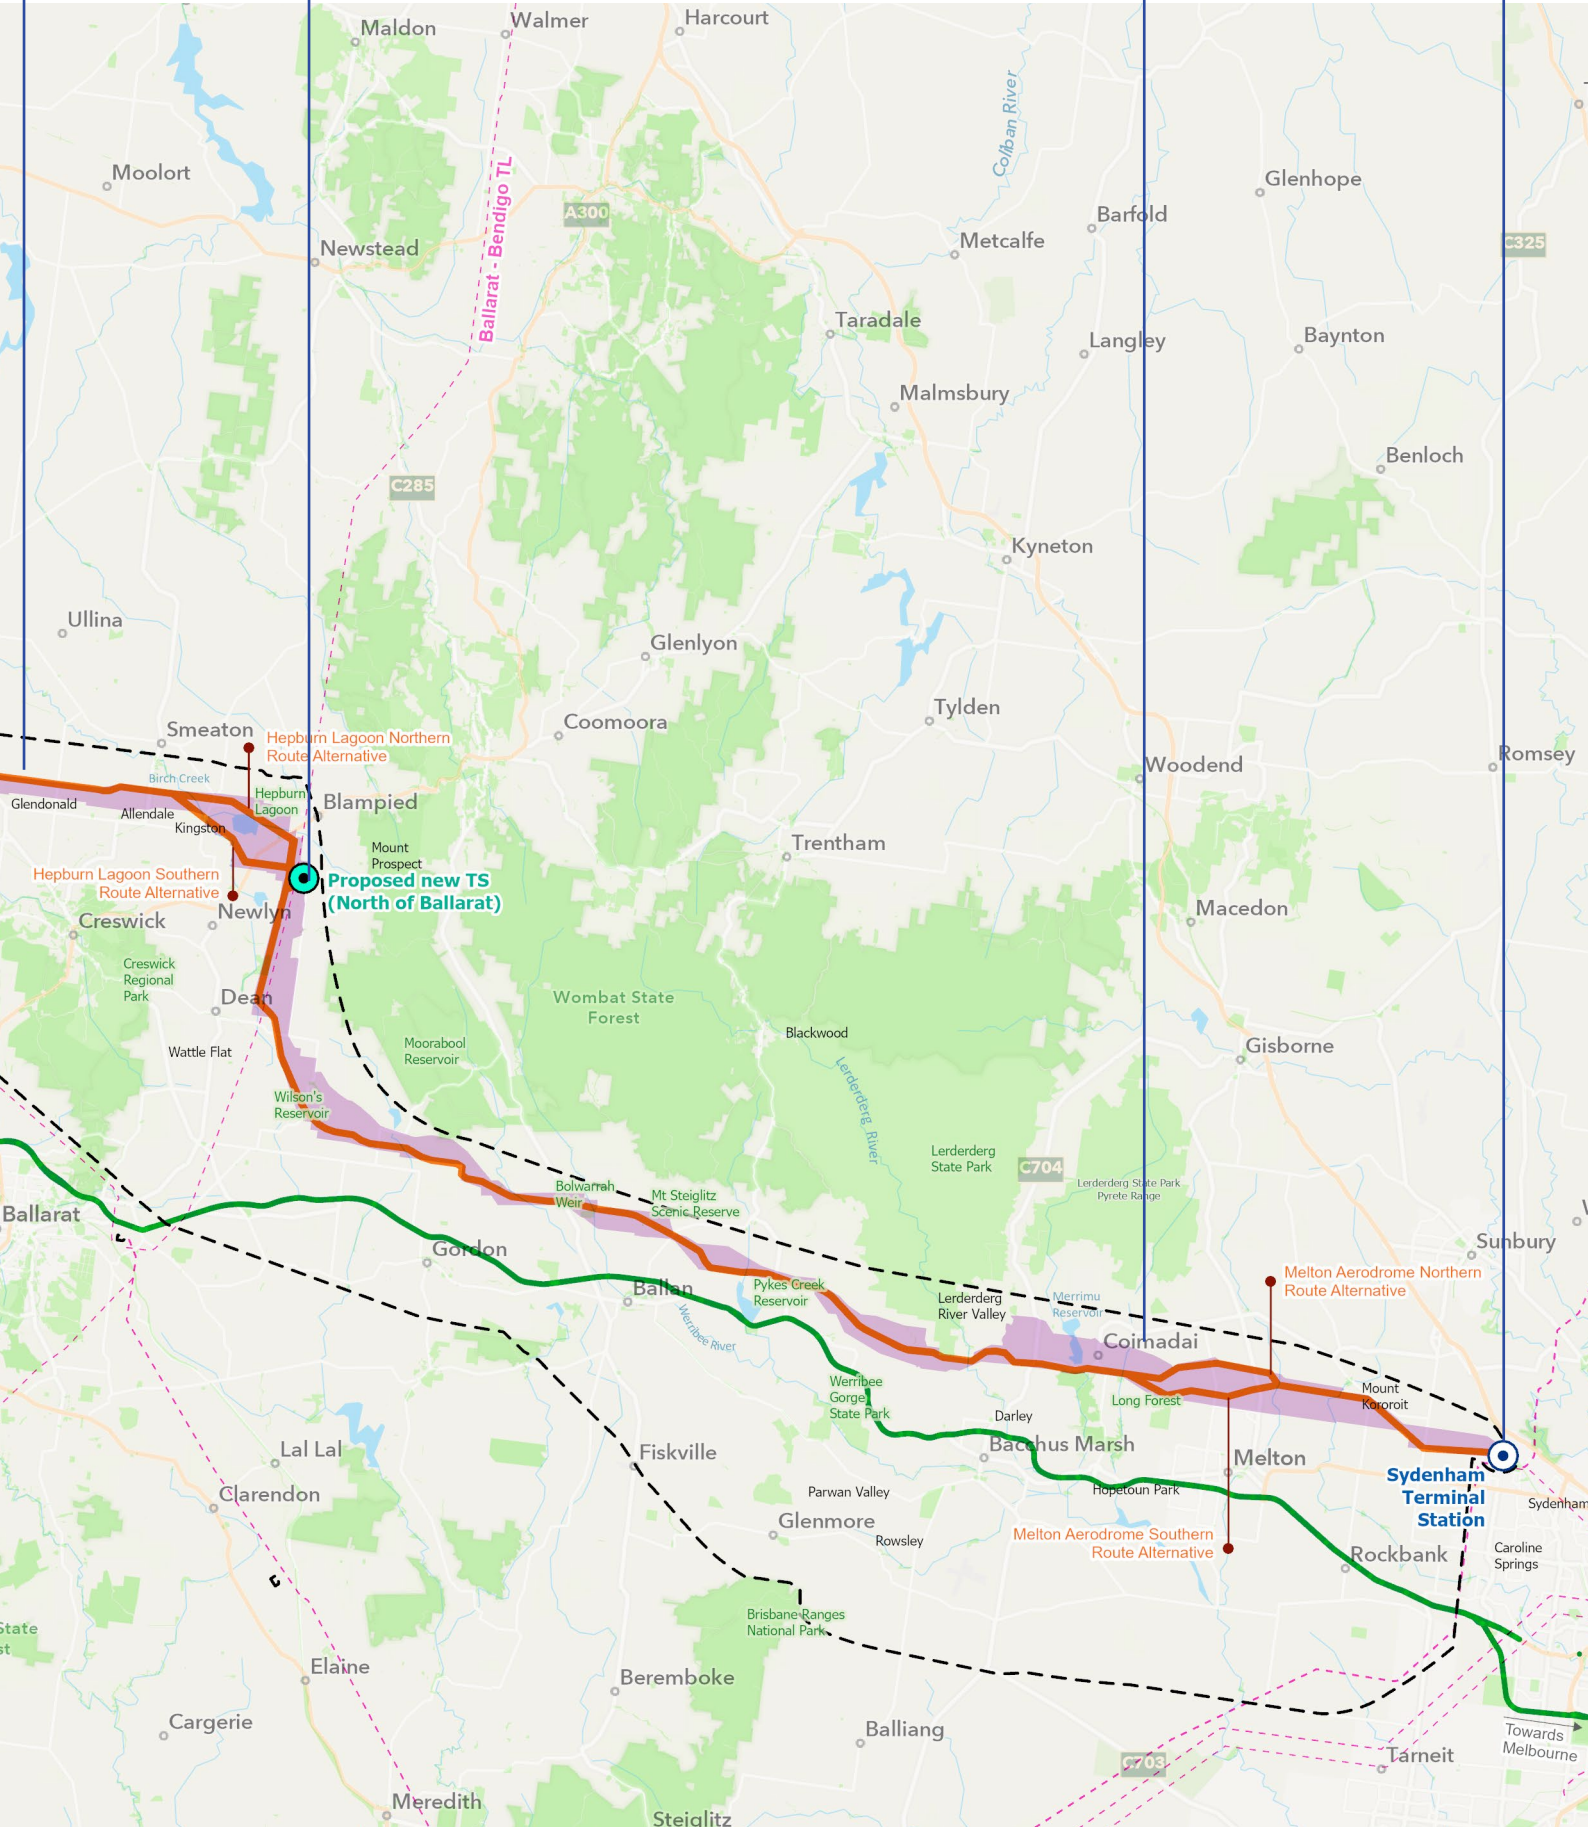 Maldon
Walmer
Harcourt
Coliban River
Moolort
Ballarat - Bendigo TL
Glenhope
A300
Barfold
Newstead
Metcalfe
C325
Taradale
Langley
Baynton
Malmsbury
Benloch
C285
Kyneton
Ullina
Glenlyon
Tylden
Coomoora
Smeaton
Hepburn Lagoon Northern
Route Alternative
Romsey
Woodend
Birch Creek
Hepburn
Lagoon
Glendonald
Allendale
Kingston
Blampied
Mount
Prospect
Trentham
Hepburn Lagoon Southern
Route Alternative
Proposed new TS
(North of Ballarat)
Newlyn
Creswick
Macedon
Creswick
Regional
Park
Dean
Wombat State
Forest
Blackwood
Wattle Flat
Moorabool
Reservoir
Gisborne
Lerderderg River
Wilson's
Reservoir
Lerderderg
State Park
C704
Lerderderg State Park
Pyrete Range
Bolwarrah
Weir
Mt Steiglitz
Scenic Reserve
Ballarat
Gordon
Sunbury
Ballan
Pykes Creek
Reservoir
Lerderderg
River Valley
Merrimu
Reservoir
Melton Aerodrome Northern
Route Alternative
Werribee River
Coimadai
Werribee
Gorge
State Park
Long Forest
Mount
Kororoit
Darley
Bacchus Marsh
Lal Lal
Fiskville
Melton
Sydenham
Terminal
Station
Clarendon
Parwan Valley
Hopetoun Park
Sydenham
Glenmore
Rowsley
Melton Aerodrome Southern
Route Alternative
Rockbank
Caroline
Springs
Brisbane Ranges
National Park
State
st
Elaine
Beremboke
Cargerie
Balliang
Towards
Melbourne
C703
Tarneit
Meredith
Steiglitz